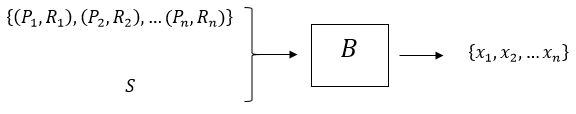 {(P₁, R₁), (P₂, R₂), … (Pₙ, Rₙ)}
S
B
{x₁, x₂, … xₙ}